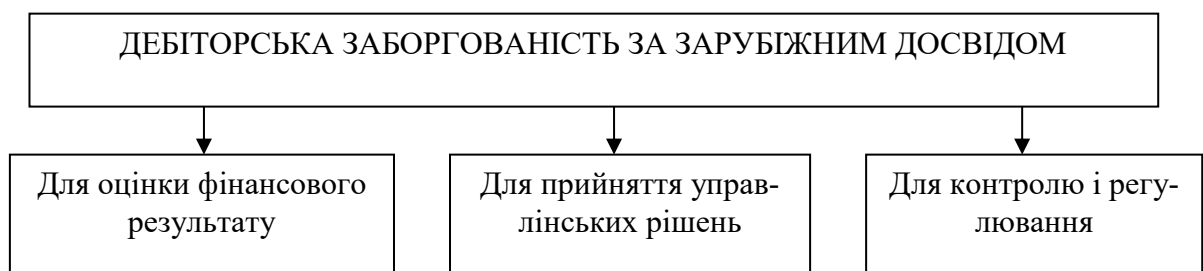 ДЕБІТОРСЬКА ЗАБОРГОВАНІСТЬ ЗА ЗАРУБІЖНИМ ДОСВІДОМ
Для оцінки фінансового
результату
Для прийняття управ-
лінських рішень
Для контролю і регу-
лювання